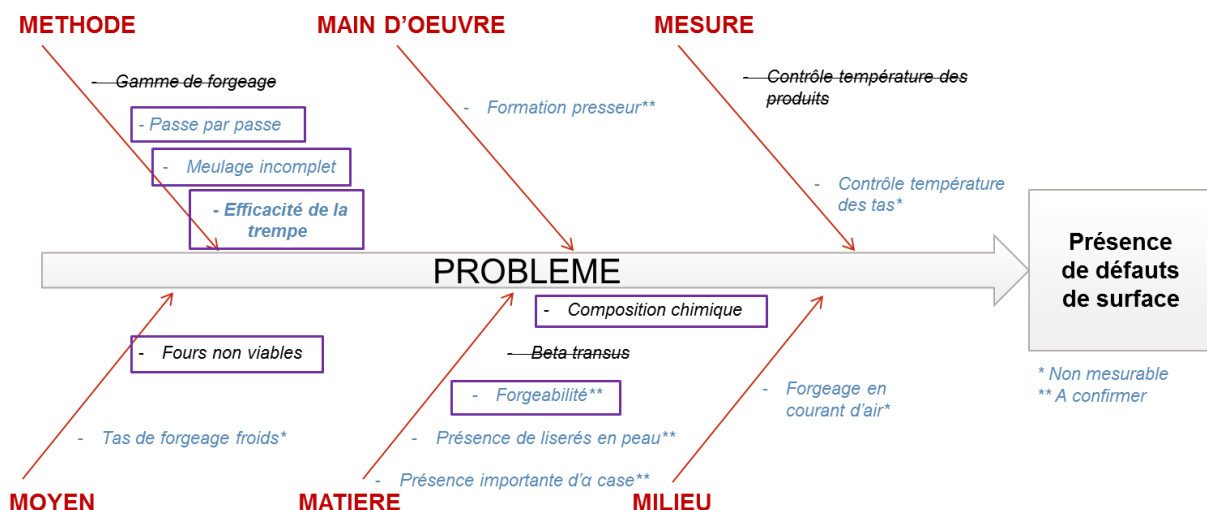 METHODE
MAIN D'OEUVRE
MESURE
- Gamme de forgeage
- Passe par passe
- Meulage incomplet
- Efficacité de la
trempe
- Formation presseur**
- Contrôle température des
produits
- Contrôle température
des tas*
PROBLEME
Présence
de défauts
de surface
- Fours non viables
- Tas de forgeage froids*
- Composition chimique
- Beta transus
- Forgeabilité**
- Présence de liserés en peau**
- Présence importante d'α case**
- Forgeage en
courant d'air*
* Non mesurable
** A confirmer
MOYEN
MATIERE
MILIEU